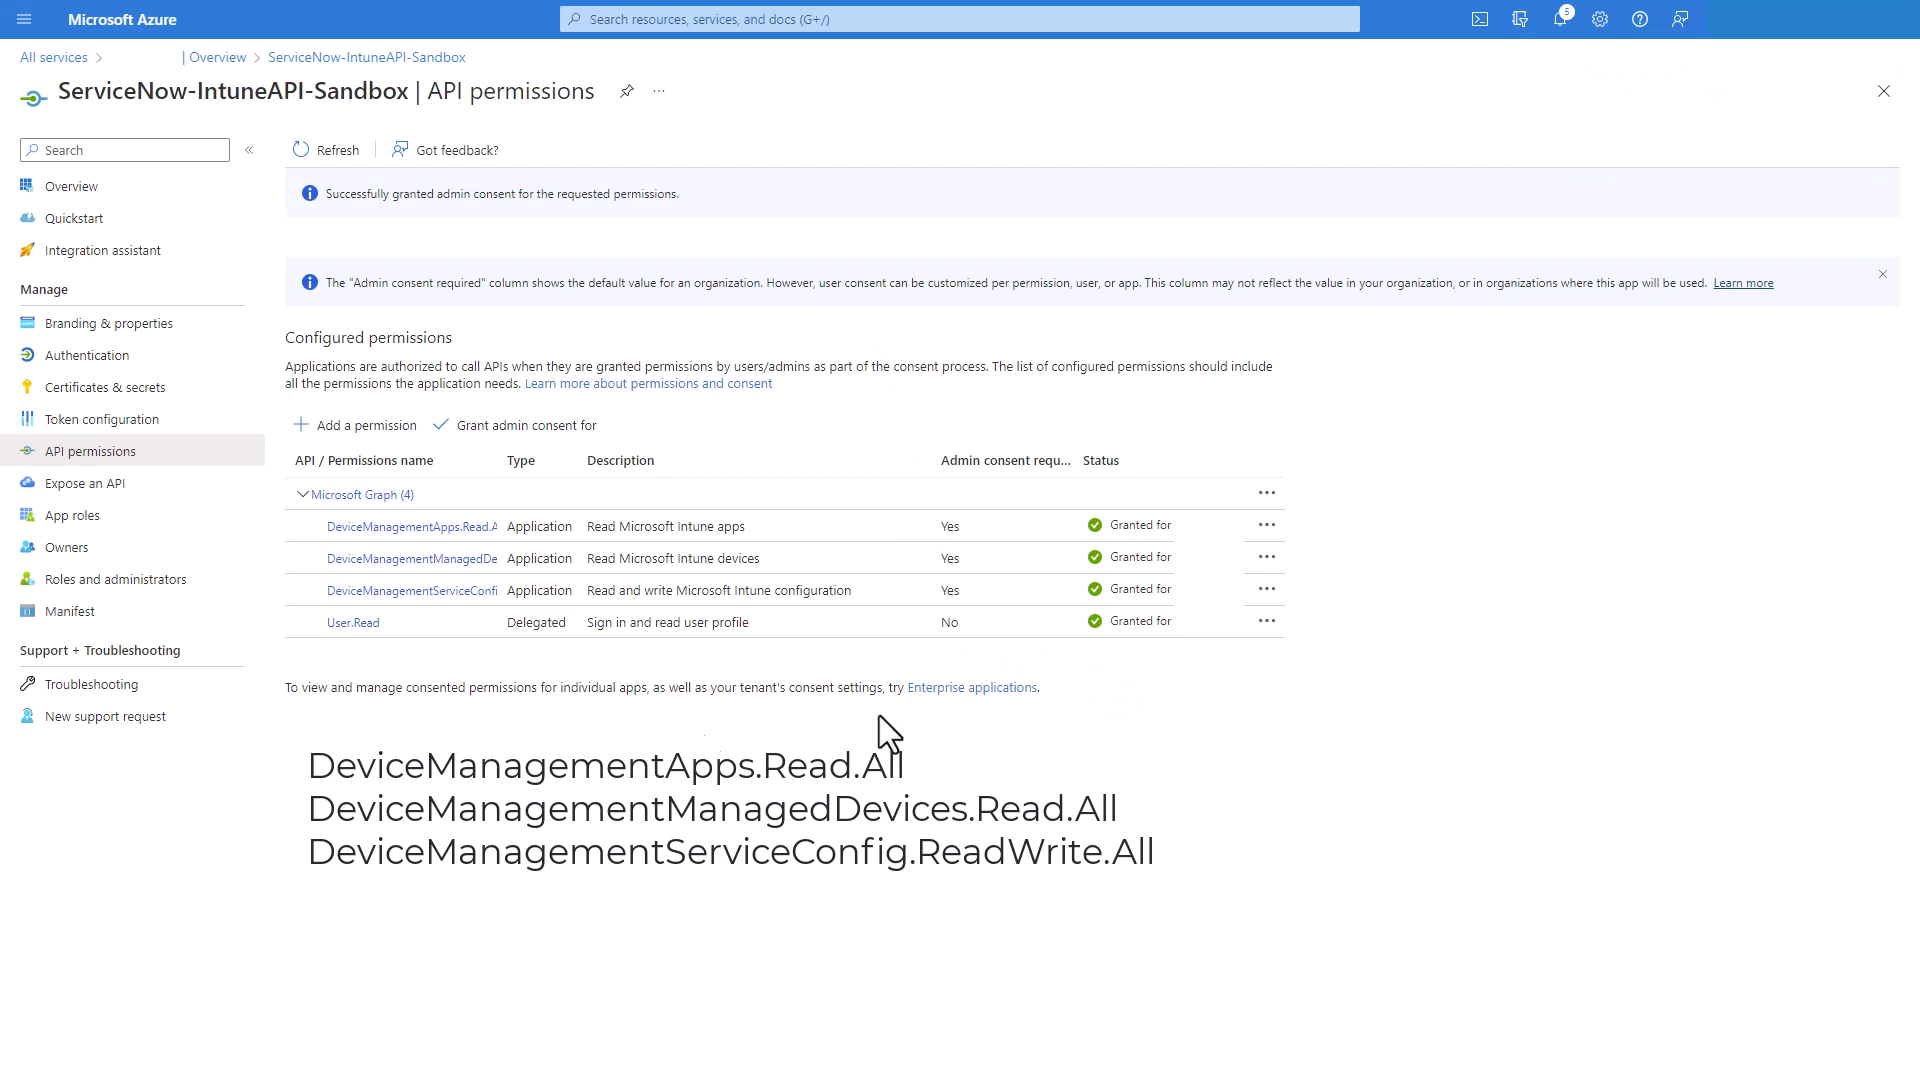 Microsoft Azure
Search resources, services, and docs (G+/)
5
All services
| Overview
ServiceNow-IntuneAPI-Sandbox
ServiceNow-IntuneAPI-Sandbox | API permissions
Search
Refresh
Got feedback?
Successfully granted admin consent for the requested permissions.
Overview
Quickstart
Integration assistant
Manage
Branding & properties
Authentication
Certificates & secrets
Token configuration
API permissions
Expose an API
App roles
Owners
Roles and administrators
Manifest
Support + Troubleshooting
Troubleshooting
New support request
The "Admin consent required" column shows the default value for an organization. However, user consent can be customized per permission, user, or app. This column may not reflect the value in your organization, or in organizations where this app will be used. Learn more
Configured permissions
Applications are authorized to call APIs when they are granted permissions by users/admins as part of the consent process. The list of configured permissions should include
all the permissions the application needs. Learn more about permissions and consent
Add a permission
Grant admin consent for
API / Permissions name Type Description Admin consent requ... Status
Microsoft Graph (4)
DeviceManagementApps.Read.A Application Read Microsoft Intune apps Yes Granted for
DeviceManagementManagedDe Application Read Microsoft Intune devices Yes Granted for
DeviceManagementServiceConfi Application Read and write Microsoft Intune configuration Yes Granted for
User.Read Delegated Sign in and read user profile No Granted for
To view and manage consented permissions for individual apps, as well as your tenant's consent settings, try Enterprise applications.
DeviceManagementApps.Read.All
DeviceManagementManagedDevices.Read.All
DeviceManagementServiceConfig.ReadWrite.All